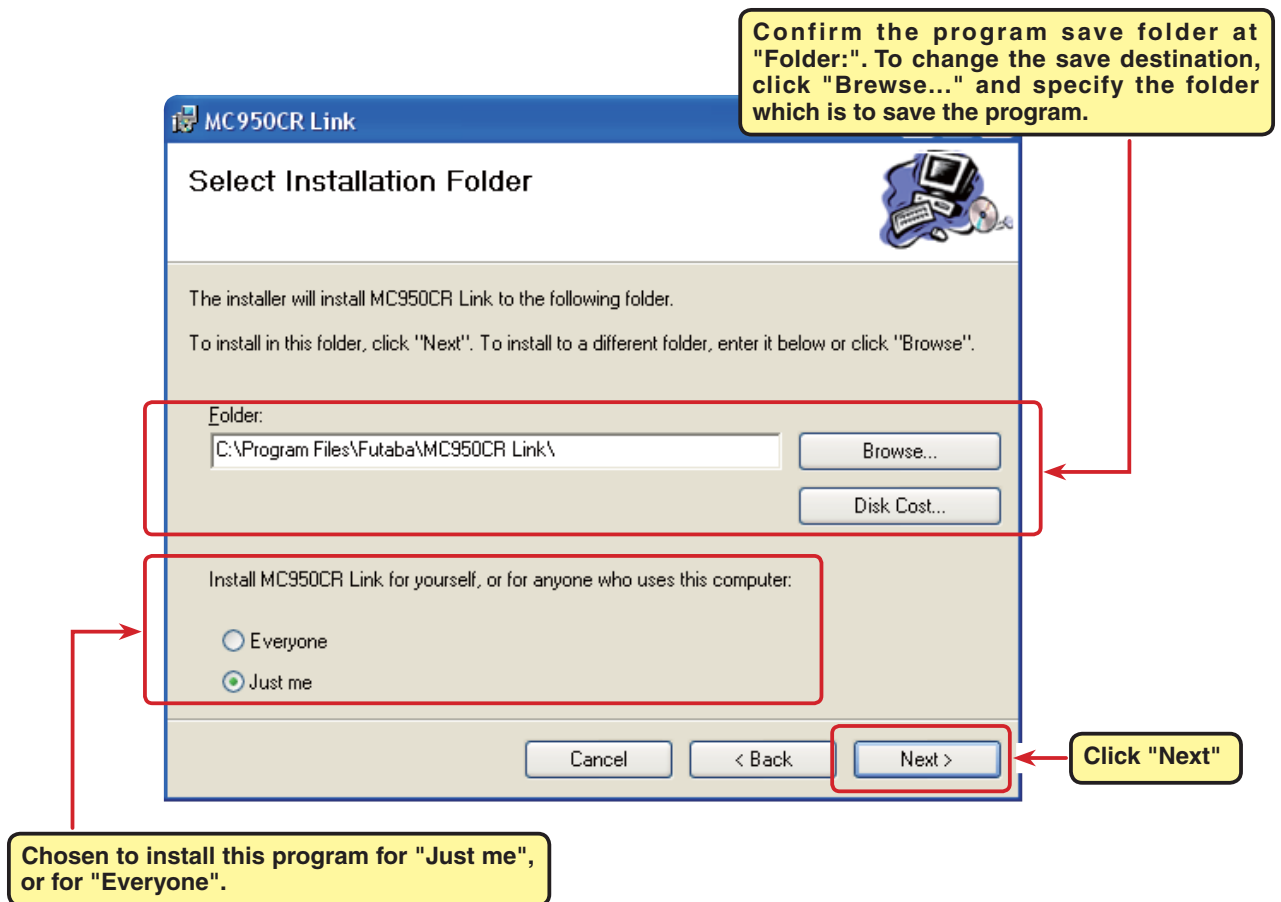 Confirm the program save folder at
"Folder:". To change the save destination,
click "Brewse..." and specify the folder
which is to save the program.
MC950CR Link
Select Installation Folder
The installer will install MC950CR Link to the following folder.
To install in this folder, click "Next". To install to a different folder, enter it below or click "Browse".
Folder:
C:\Program Files\Futaba\MC950CR Link\
Browse...
Disk Cost...
Install MC950CR Link for yourself, or for anyone who uses this computer:
Everyone
Just me
Cancel
< Back
Next >
Click "Next"
Chosen to install this program for "Just me",
or for "Everyone".